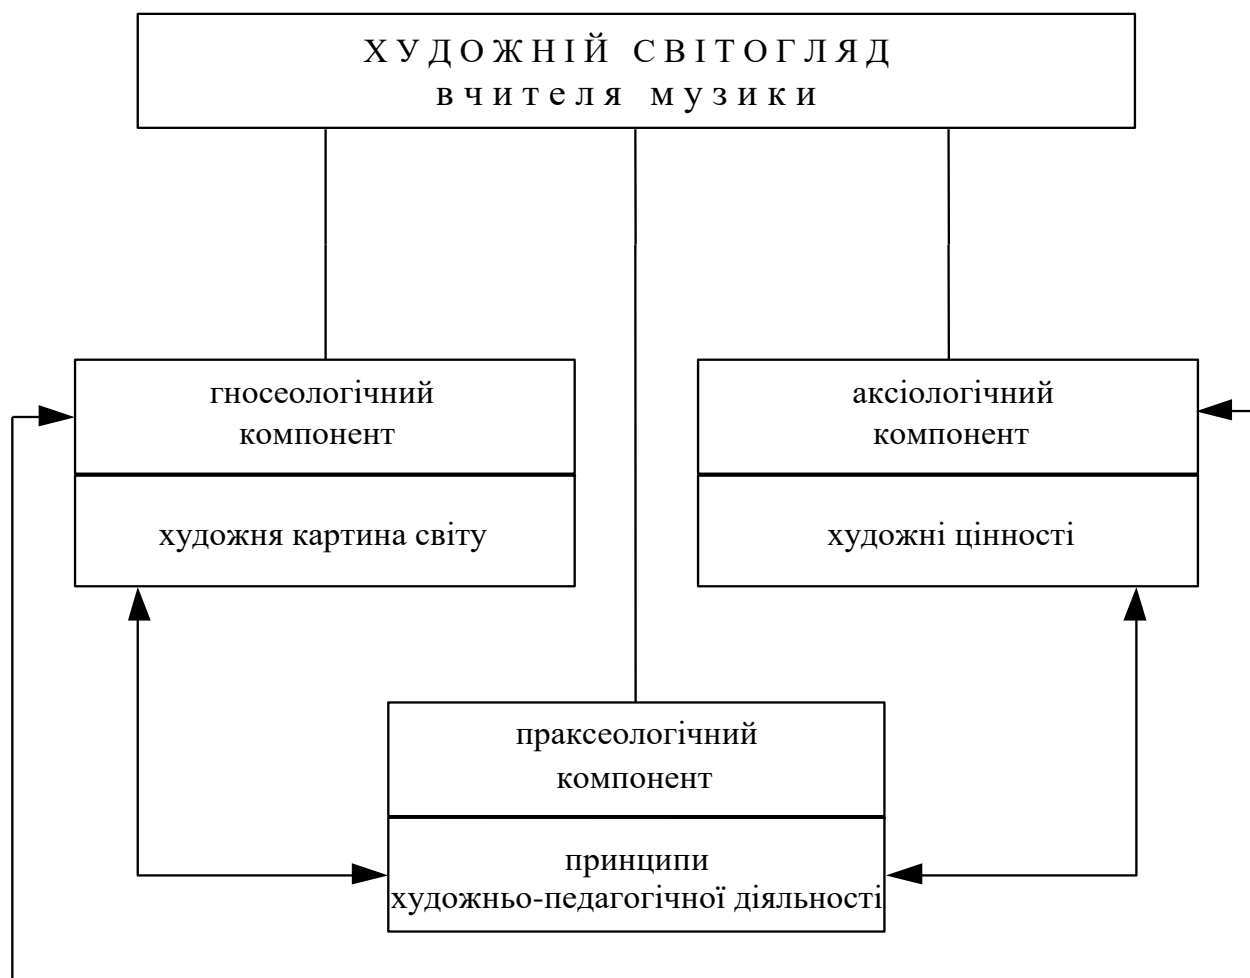 ХУДОЖНІЙ СВІТОГЛЯД
вчителя музики
гносеологічний
компонент
художня картина світу
аксіологічний
компонент
художні цінності
праксеологічний
компонент
принципи
художньо-педагогічної діяльності